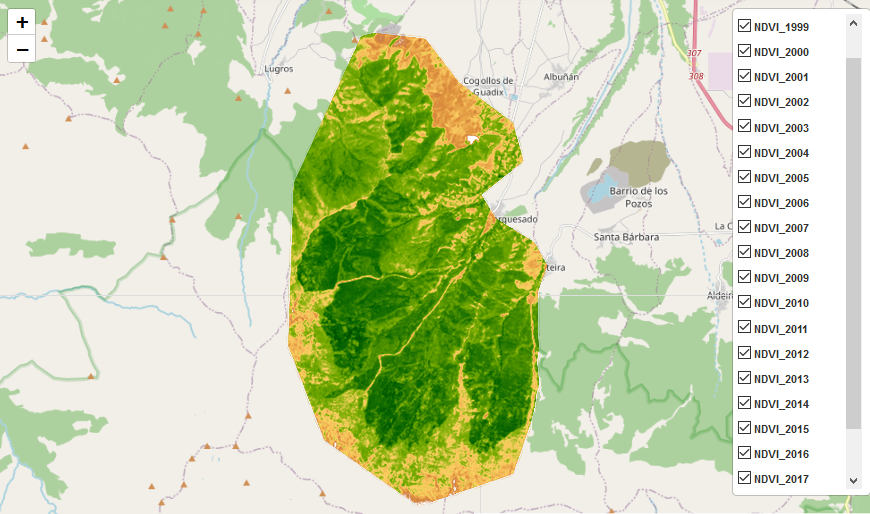 +
−
Lugros
Cogollos de
Guadix
Albuñán
307
308
Barrio de los
Pozos
Santa Bárbara
La C
Aldei
rquesado
teira
NDVI_1999
NDVI_2000
NDVI_2001
NDVI_2002
NDVI_2003
NDVI_2004
NDVI_2005
NDVI_2006
NDVI_2007
NDVI_2008
NDVI_2009
NDVI_2010
NDVI_2011
NDVI_2012
NDVI_2013
NDVI_2014
NDVI_2015
NDVI_2016
NDVI_2017